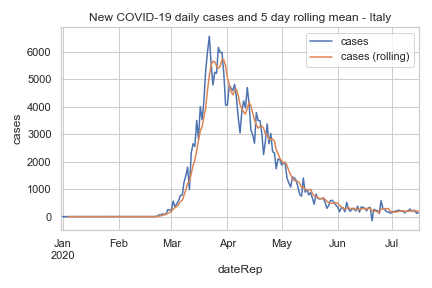 New COVID-19 daily cases and 5 day rolling mean - Italy
cases
cases (rolling)
6000
5000
4000
3000
2000
1000
0
cases
Jan
2020
Feb
Mar
Apr
May
Jun
Jul
dateRep